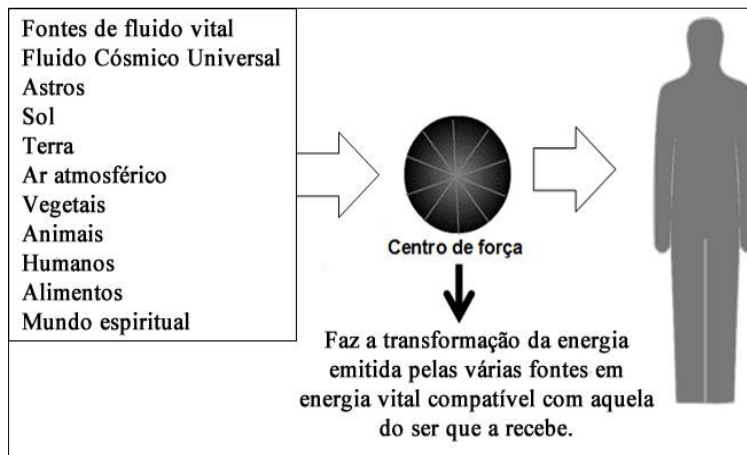 Fontes de fluido vital
Fluido Cósmico Universal
Astros
Sol
Terra
Ar atmosférico
Vegetais
Animais
Humanos
Alimentos
Mundo espiritual
Centro de força
Faz a transformação da energia
emitida pelas várias fontes em
energia vital compatível com aquela
do ser que a recebe.